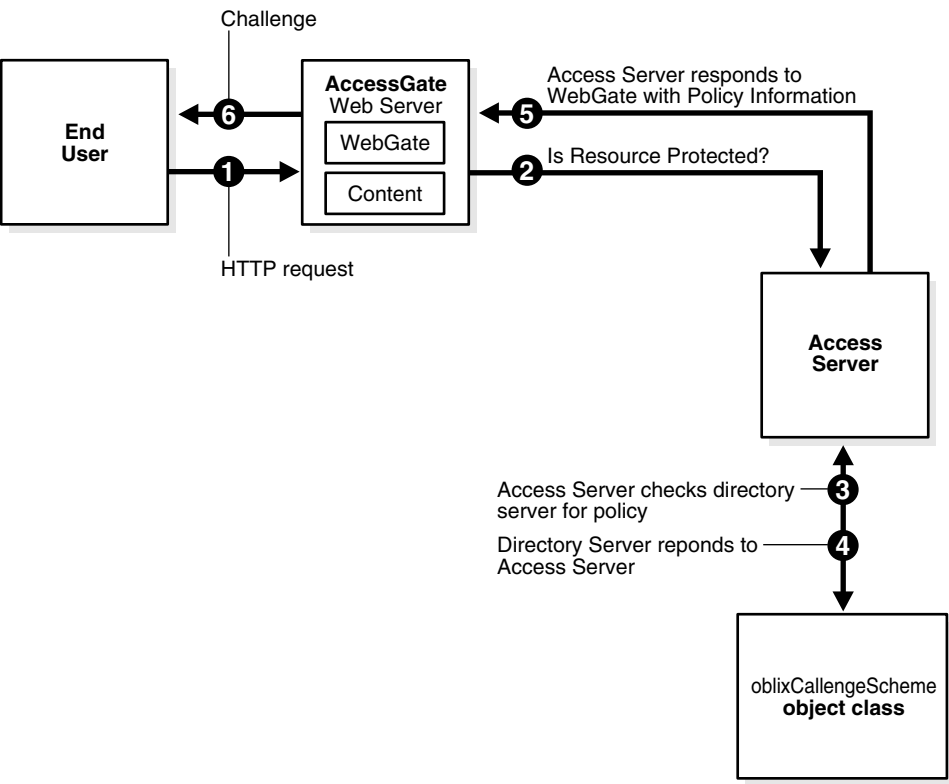 Challenge
End
User
6
1
HTTP request
AccessGate
Web Server
WebGate
Content
Access Server responds to
WebGate with Policy Information
5
2
Is Resource Protected?
Access
Server
Access Server checks directory
server for policy
3
Directory Server reponds to
Access Server
4
oblixCallengeScheme
object class